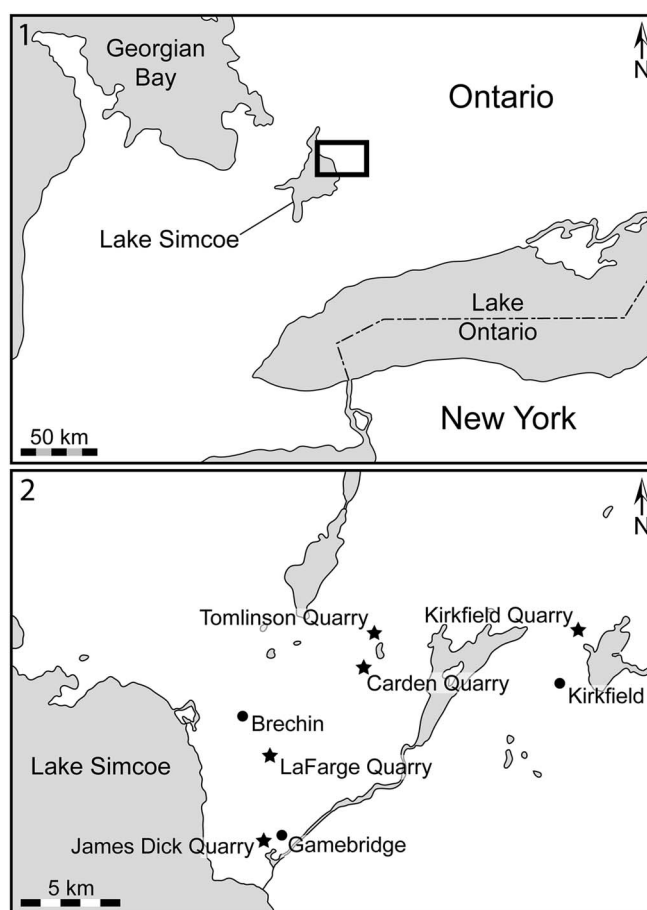 1
Georgian
Bay
Ontario
N
Lake Simcoe
Lake
Ontario
New York
50 km
2
N
Tomlinson Quarry
Kirkfield Quarry
Carden Quarry
Kirkfield
Brechin
Lake Simcoe
LaFarge Quarry
James Dick Quarry
Gamebridge
5 km